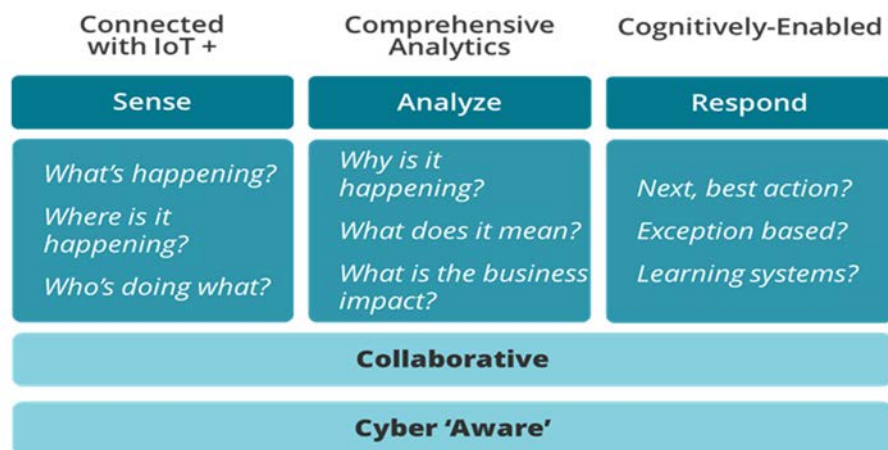 Connected
with IoT +
Comprehensive
Analytics
Cognitively-Enabled
Sense
Analyze
Respond
What's happening?
Where is it
happening?
Who's doing what?
Why is it
happening?
What does it mean?
What is the business
impact?
Next, best action?
Exception based?
Learning systems?
Collaborative
Cyber ‘Aware’